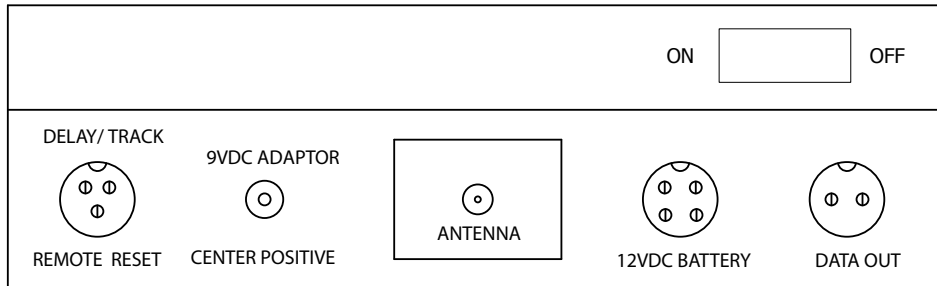 ON OFF
DELAY/ TRACK
9VDC ADAPTOR
ANTENNA
REMOTE RESET
CENTER POSITIVE
12VDC BATTERY
DATA OUT